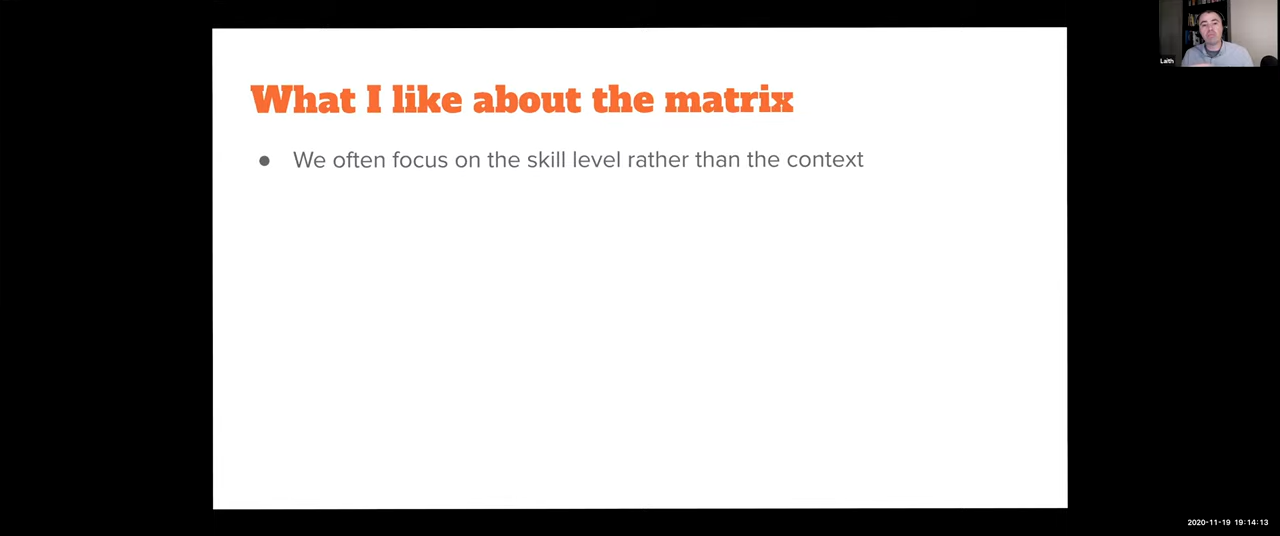 Laith
What I like about the matrix
● We often focus on the skill level rather than the context
2020-11-19 19:14:13